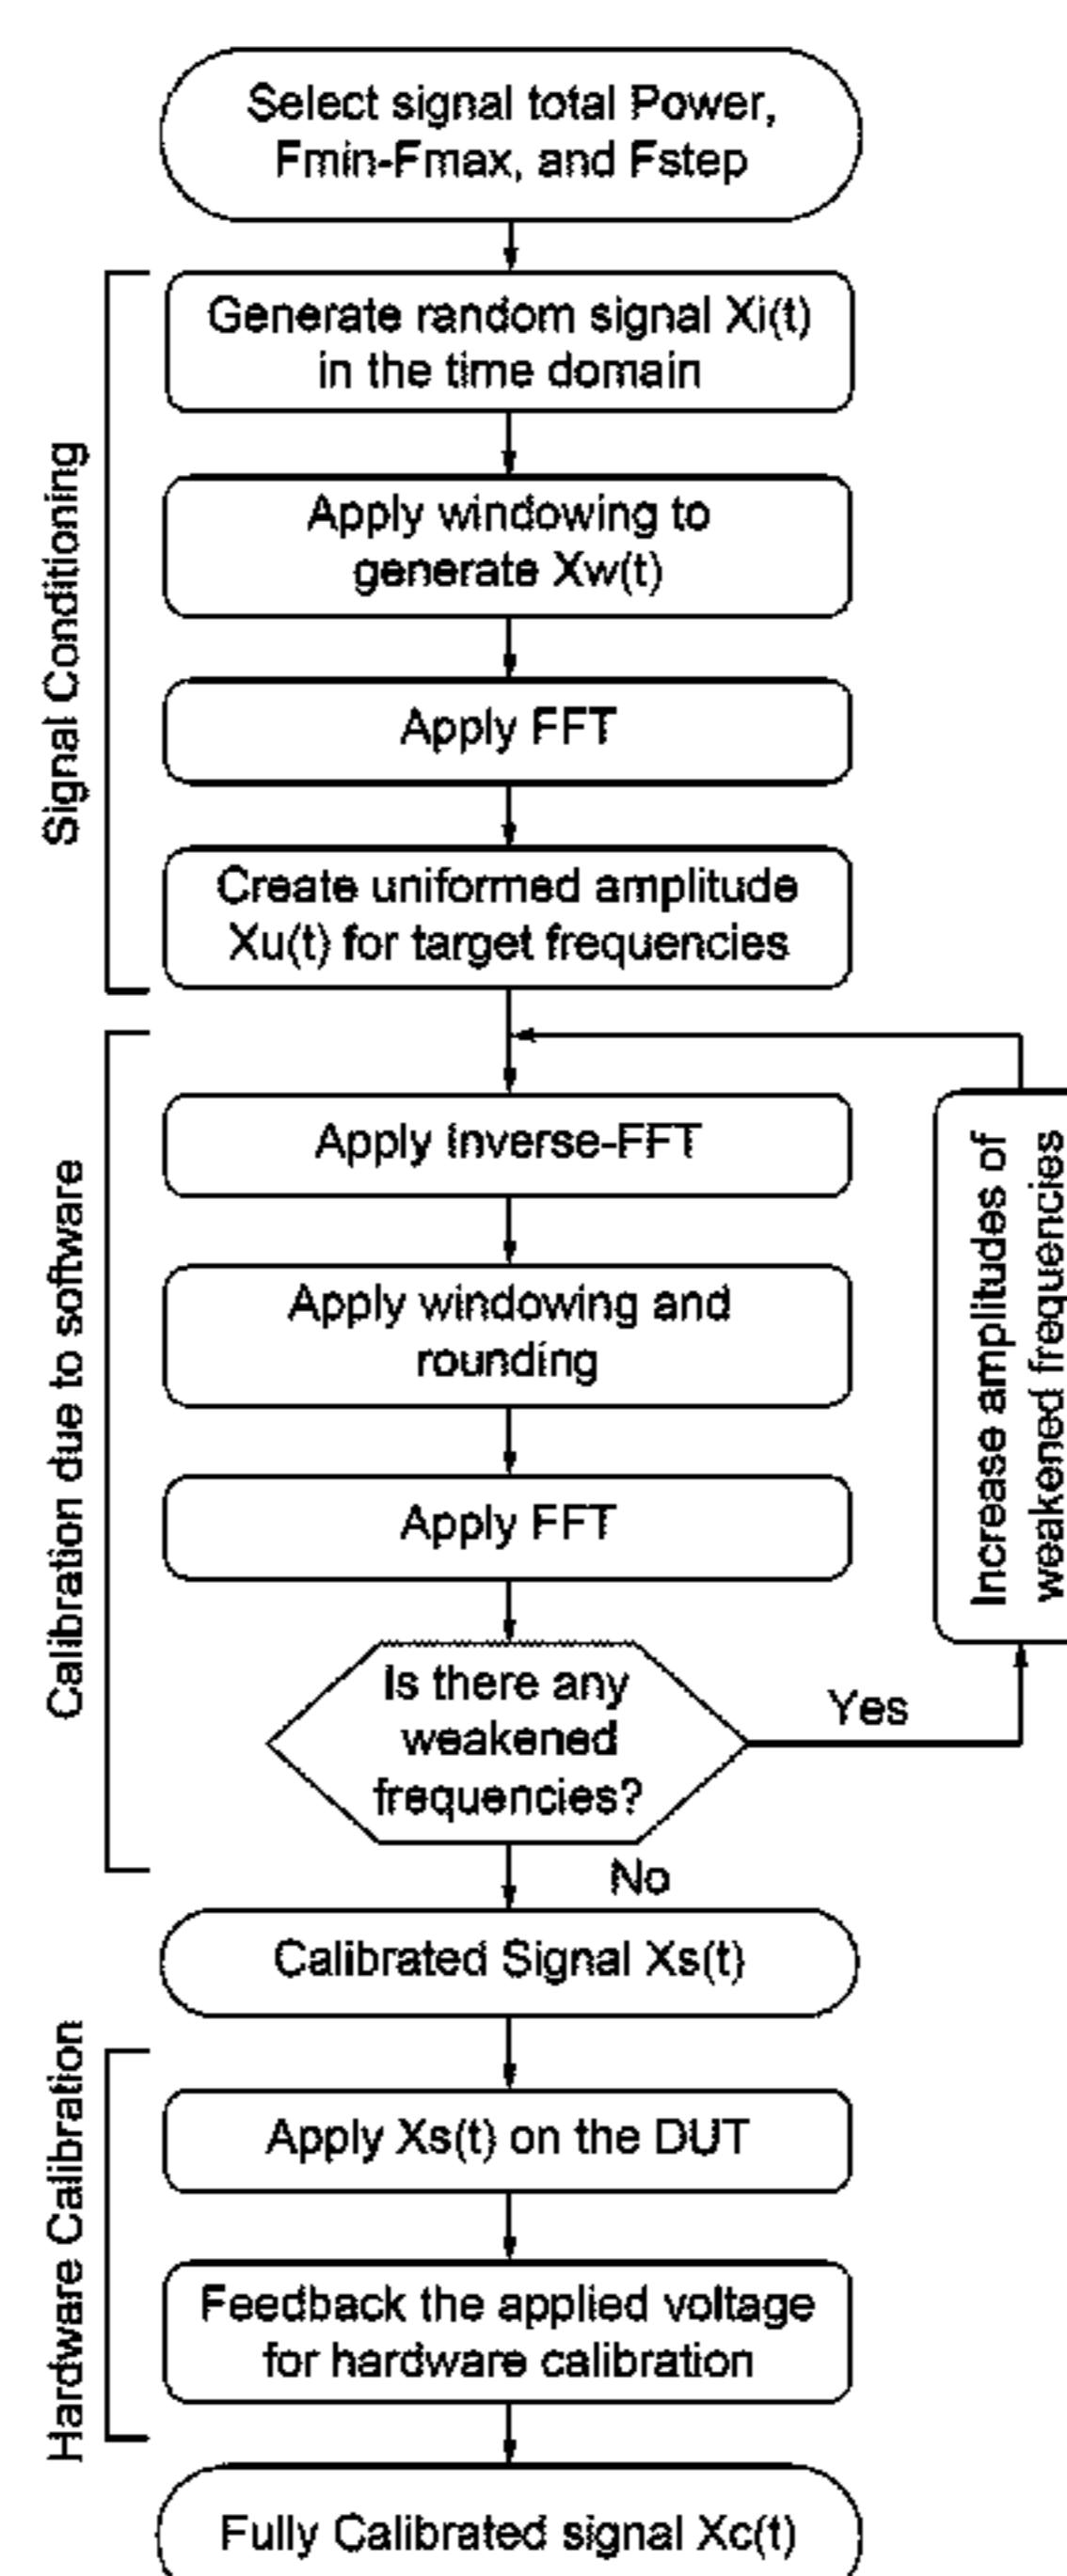 Select signal total Power,
Fmin-Fmax, and Fstep
Signal Conditioning
Generate random signal Xi(t)
in the time domain
Apply windowing to
generate Xw(t)
Apply FFT
Create uniformed amplitude
Xu(t) for target frequencies
Calibration due to software
Apply Inverse-FFT
Apply windowing and
rounding
Apply FFT
Is there any
weakened
frequencies?
Yes
Increase amplitudes of
weakened frequencies
No
Calibrated Signal Xs(t)
Hardware Calibration
Apply Xs(t) on the DUT
Feedback the applied voltage
for hardware calibration
Fully Calibrated signal Xc(t)